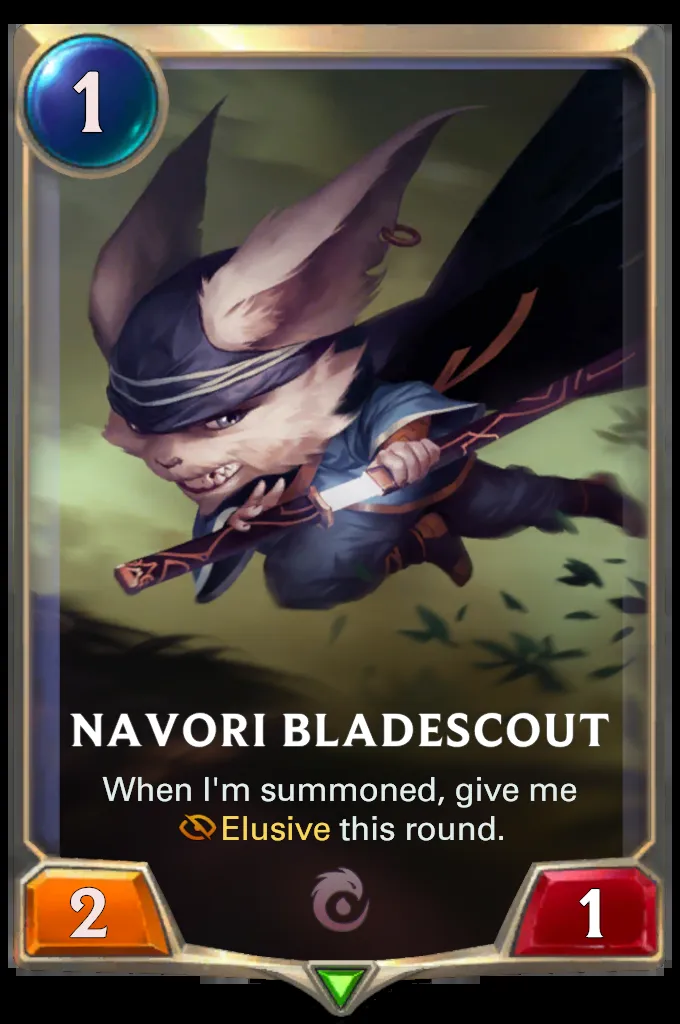 1
NAVORI BLADESCOUT
When I'm summoned, give me
Elusive this round.
2
1